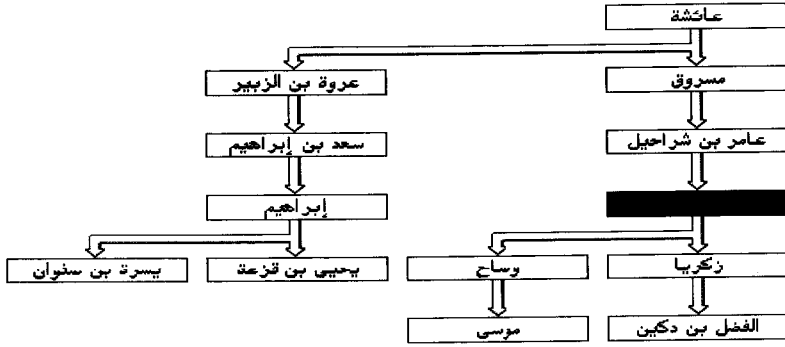 عائشة
مسروق
عروة بن الزبير
عامر بن شراحيل
سعد بن إبراهيم
إبراهيم
زكريا
وساح
يحيى بن قزعة
يسرة بن سفوان
الفضل بن دكين
موسى